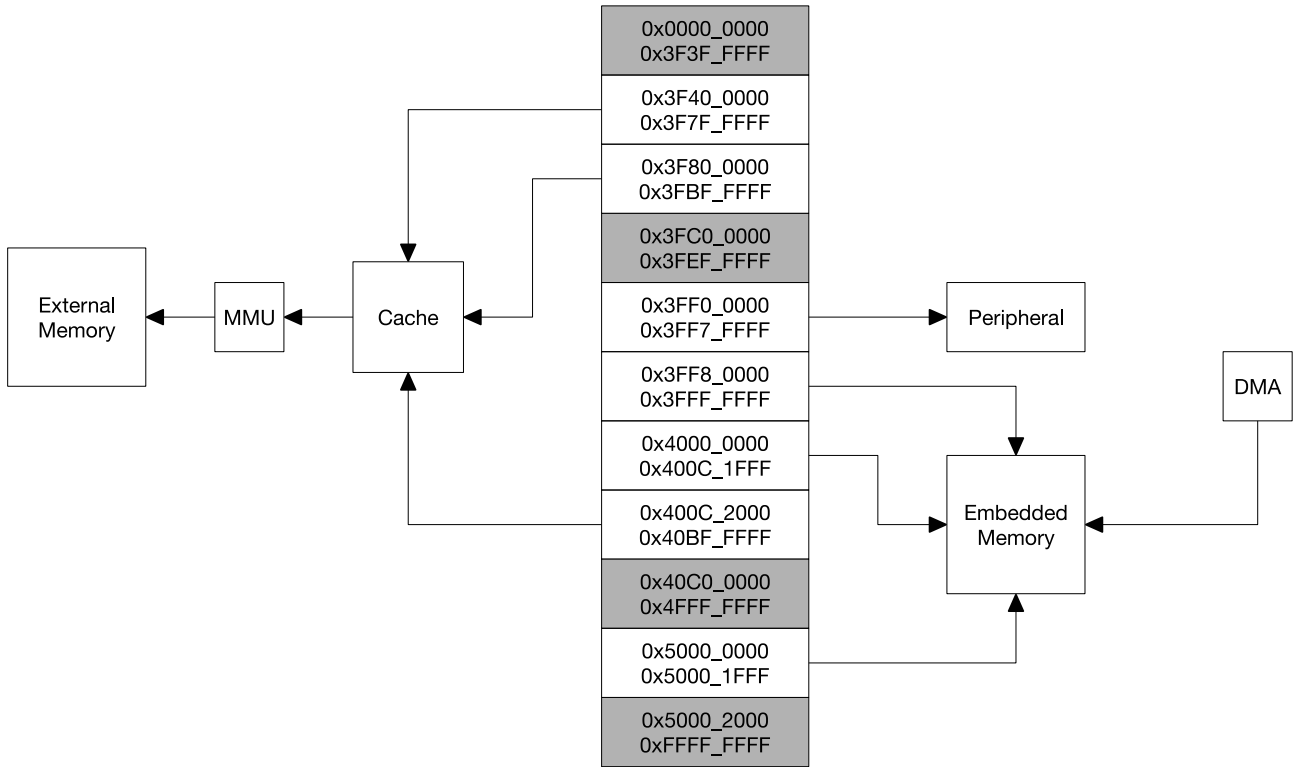 0x0000_0000
0x3F3F_FFFF
0x3F40_0000
0x3F7F_FFFF
0x3F80_0000
0x3FBF_FFFF
0x3FC0_0000
0x3FEF_FFFF
External
Memory
MMU
Cache
0x3FF0_0000
0x3FF7_FFFF
Peripheral
0x3FF8_0000
0x3FFF_FFFF
DMA
0x4000_0000
0x400C_1FFF
0x400C_2000
0x40BF_FFFF
Embedded
Memory
0x40C0_0000
0x4FFF_FFFF
0x5000_0000
0x5000_1FFF
0x5000_2000
0xFFFF_FFFF